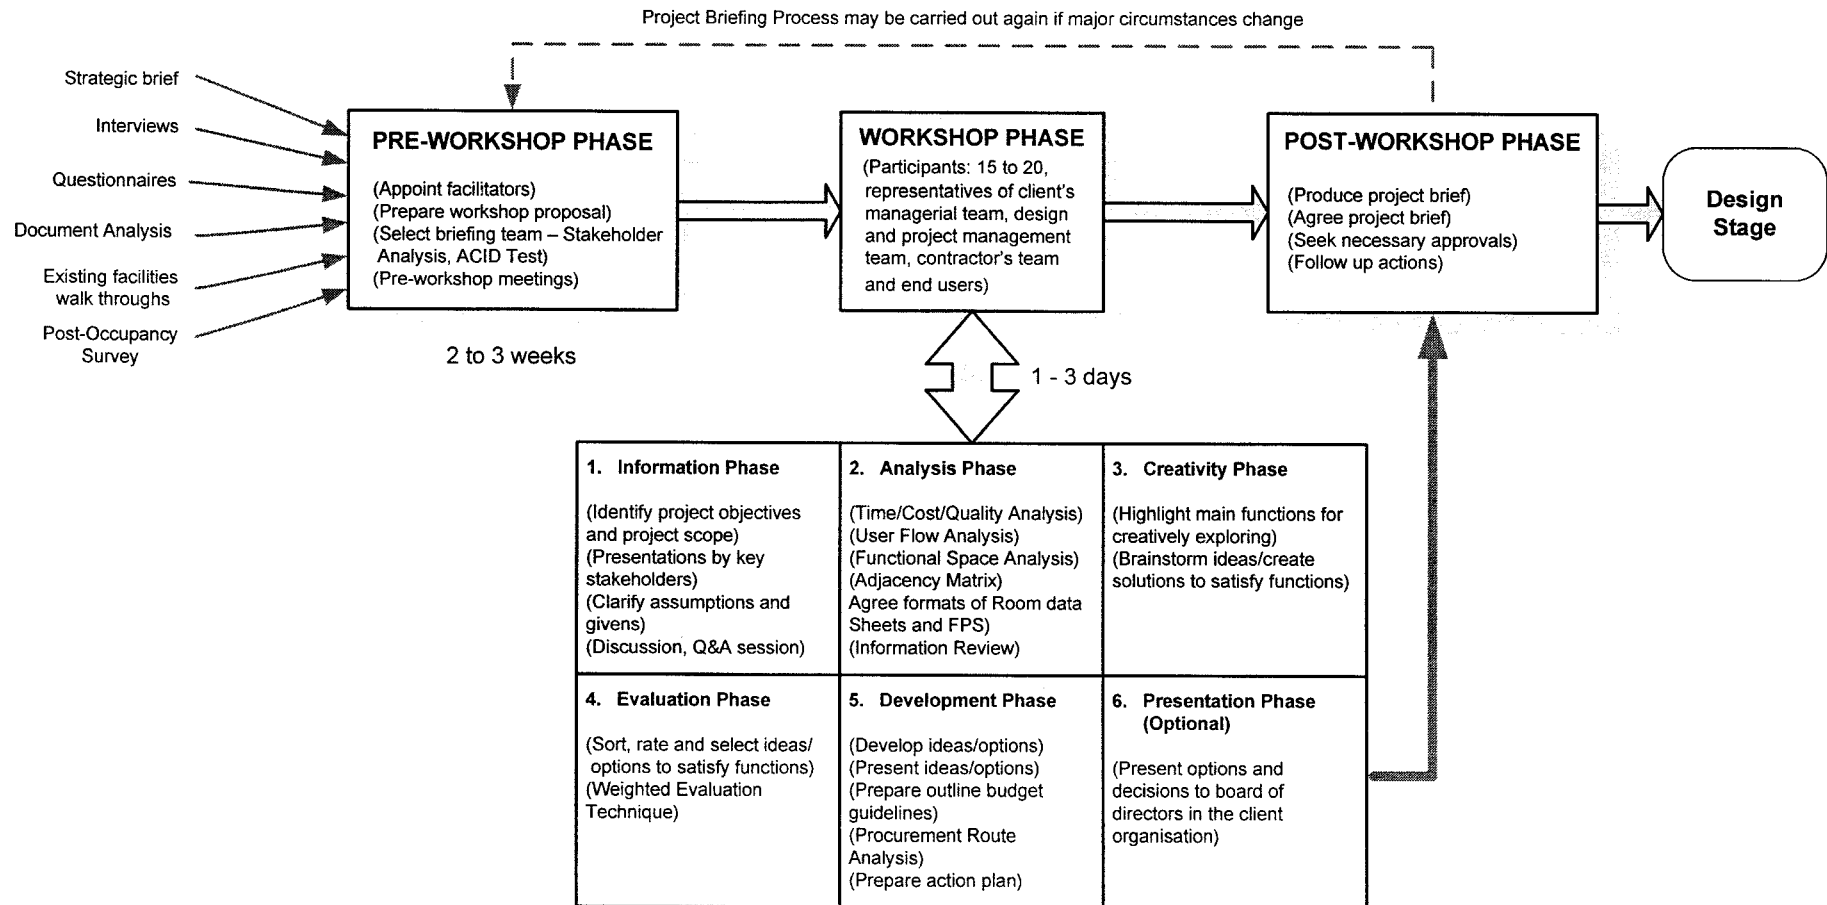 Project Briefing Process may be carried out again if major circumstances change
Strategic brief
Interviews
Questionnaires
Document Analysis
Existing facilities
walk throughs
Post-Occupancy
Survey
PRE-WORKSHOP PHASE
(Appoint facilitators)
(Prepare workshop proposal)
(Select briefing team – Stakeholder
Analysis, ACID Test)
(Pre-workshop meetings)
2 to 3 weeks
WORKSHOP PHASE
(Participants: 15 to 20,
representatives of client's
managerial team, design
and project management
team, contractor's team
and end users)
1 - 3 days
POST-WORKSHOP PHASE
(Produce project brief)
(Agree project brief)
(Seek necessary approvals)
(Follow up actions)
Design
Stage
1. Information Phase
(Identify project objectives
and project scope)
(Presentations by key
stakeholders)
(Clarify assumptions and
givens)
(Discussion, Q&A session)
2. Analysis Phase
(Time/Cost/Quality Analysis)
(User Flow Analysis)
(Functional Space Analysis)
(Adjacency Matrix)
Agree formats of Room data
Sheets and FPS)
(Information Review)
3. Creativity Phase
(Highlight main functions for
creatively exploring)
(Brainstorm ideas/create
solutions to satisfy functions)
4. Evaluation Phase
(Sort, rate and select ideas/
options to satisfy functions)
(Weighted Evaluation
Technique)
5. Development Phase
(Develop ideas/options)
(Present ideas/options)
(Prepare outline budget
guidelines)
(Procurement Route
Analysis)
(Prepare action plan)
6. Presentation Phase
(Optional)
(Present options and
decisions to board of
directors in the client
organisation)